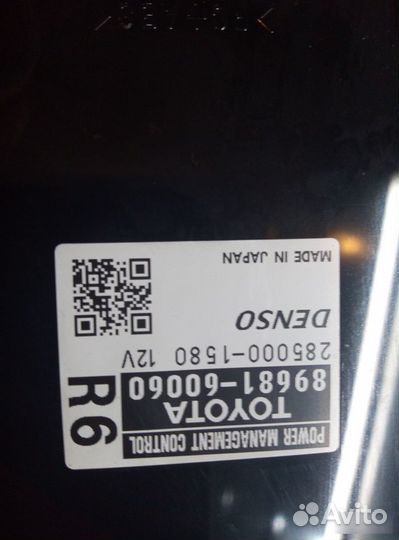 POWER MANAGEMENT CONTROL
TOYOTA
89681-60060
R6
285000-1580 12V
DENSO
MADE IN JAPAN
Avito